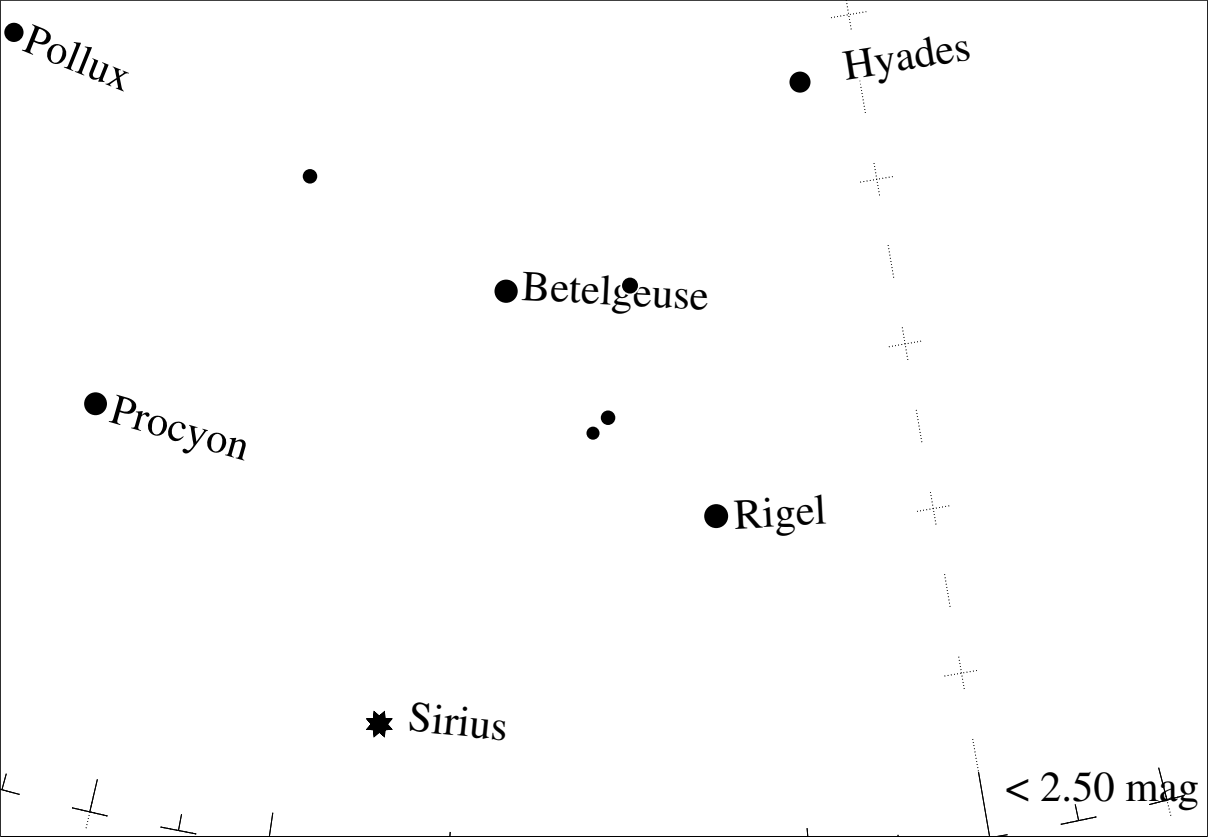 Pollux
Hyades
Betelgeuse
Procyon
Rigel
Sirius
< 2.50 mag